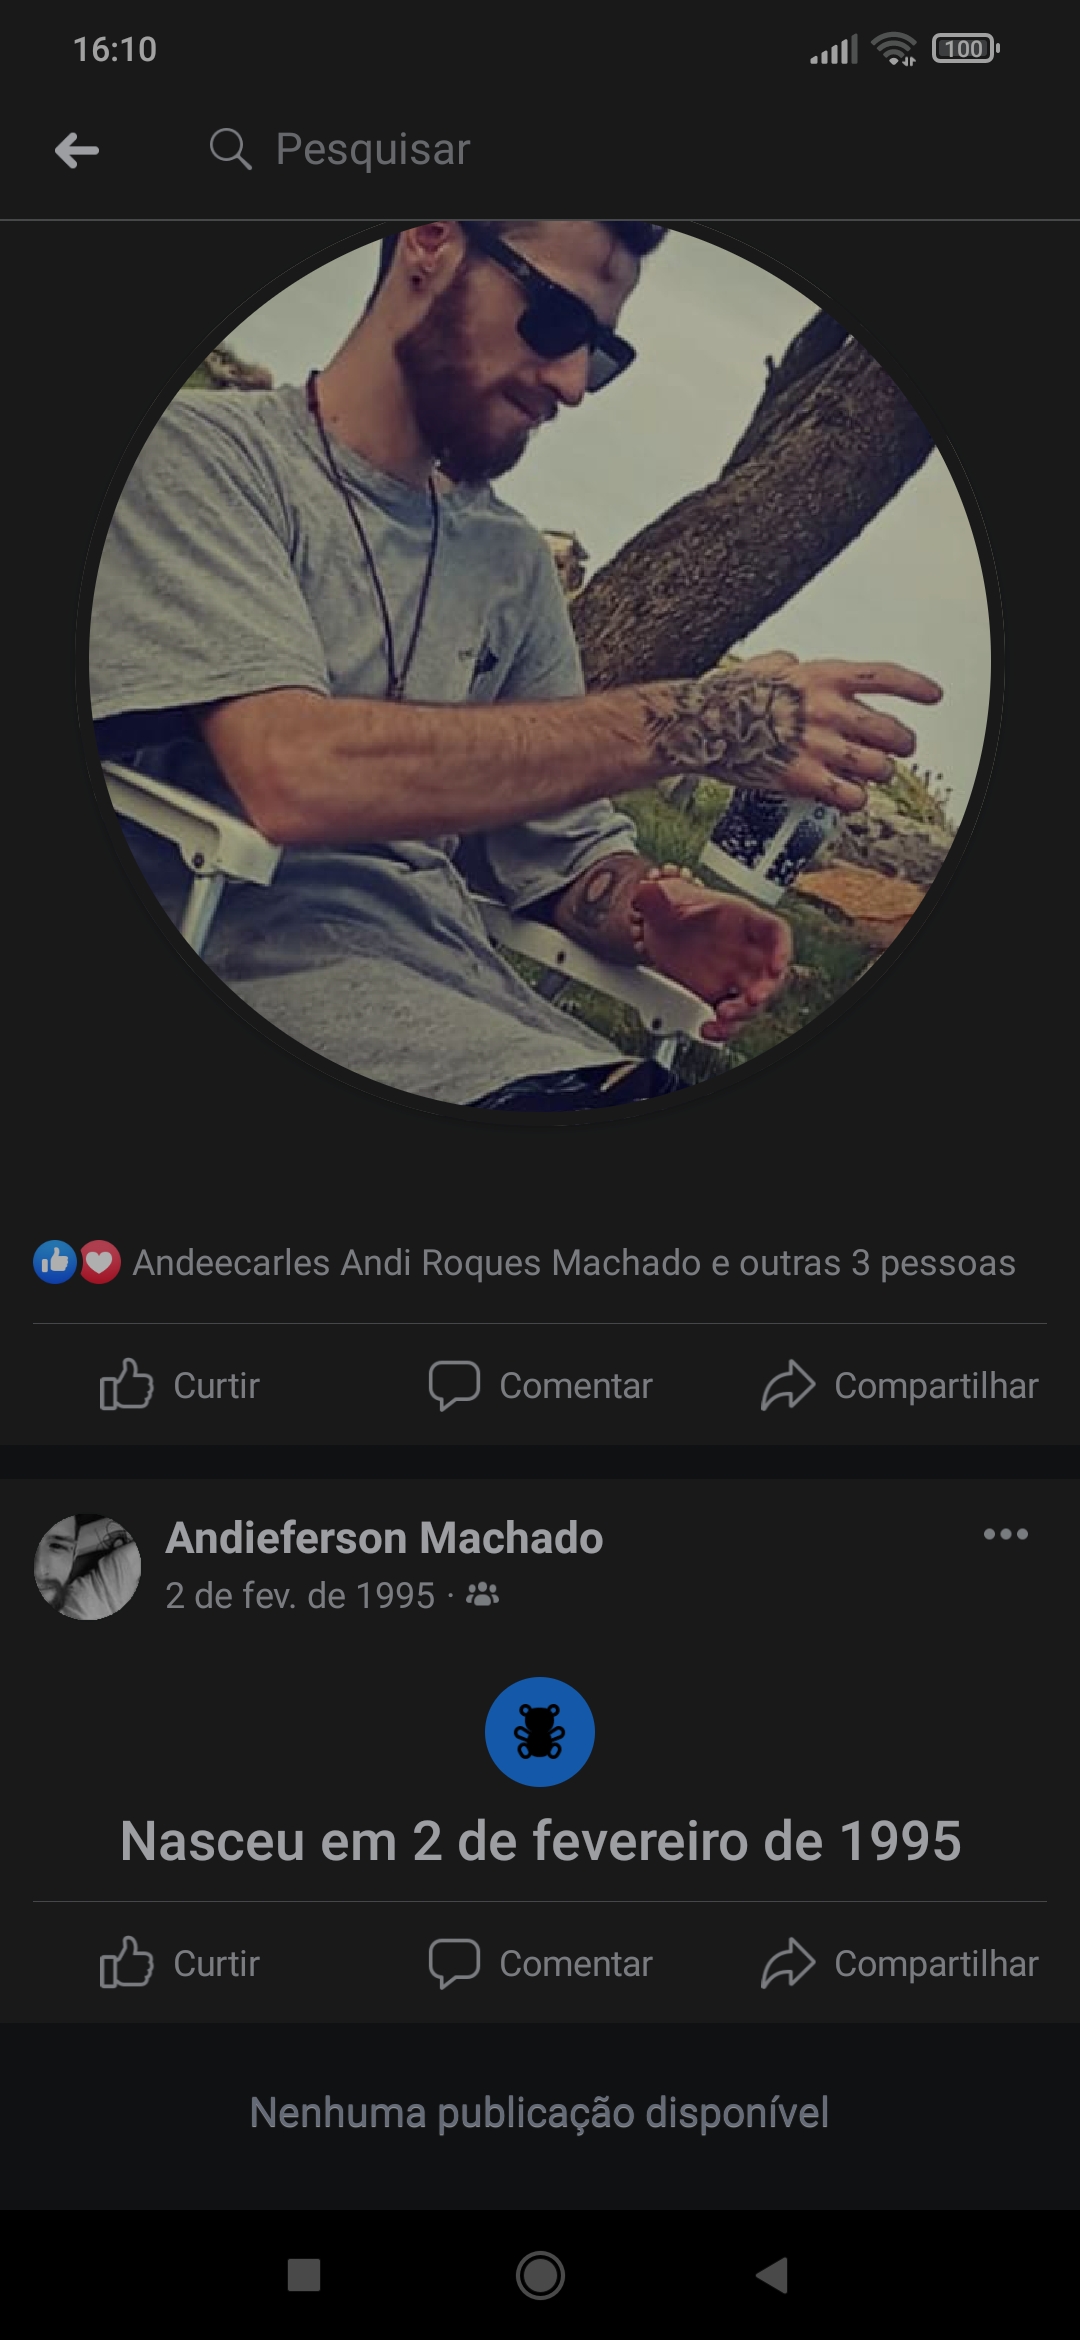 16:10
100
Pesquisar
Andeecarles Andi Roques Machado e outras 3 pessoas
Curtir
Comentar
Compartilhar
Andieferson Machado
2 de fev. de 1995 ·
Nasceu em 2 de fevereiro de 1995
Curtir
Comentar
Compartilhar
Nenhuma publicação disponível